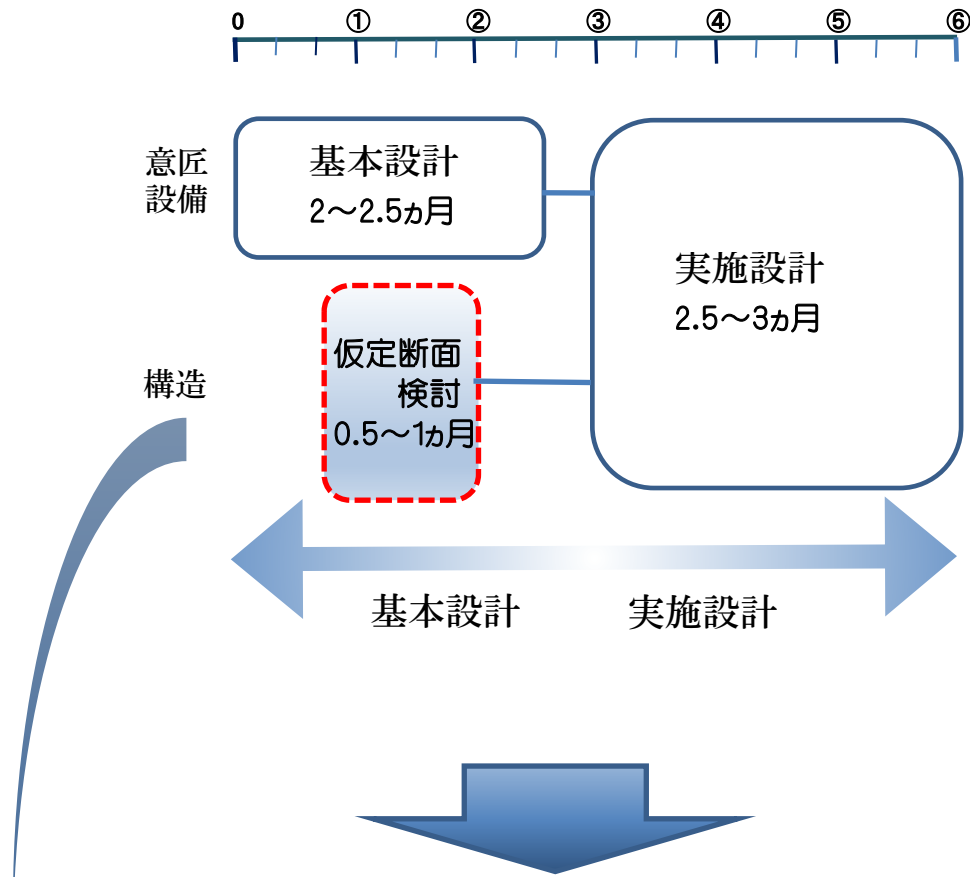 0 ① ② ③ ④ ⑤ ⑥
意匠
設備
基本設計
2～2.5ヵ月
実施設計
2.5～3ヵ月
構造
仮定断面
検討
0.5～1ヵ月
基本設計
実施設計